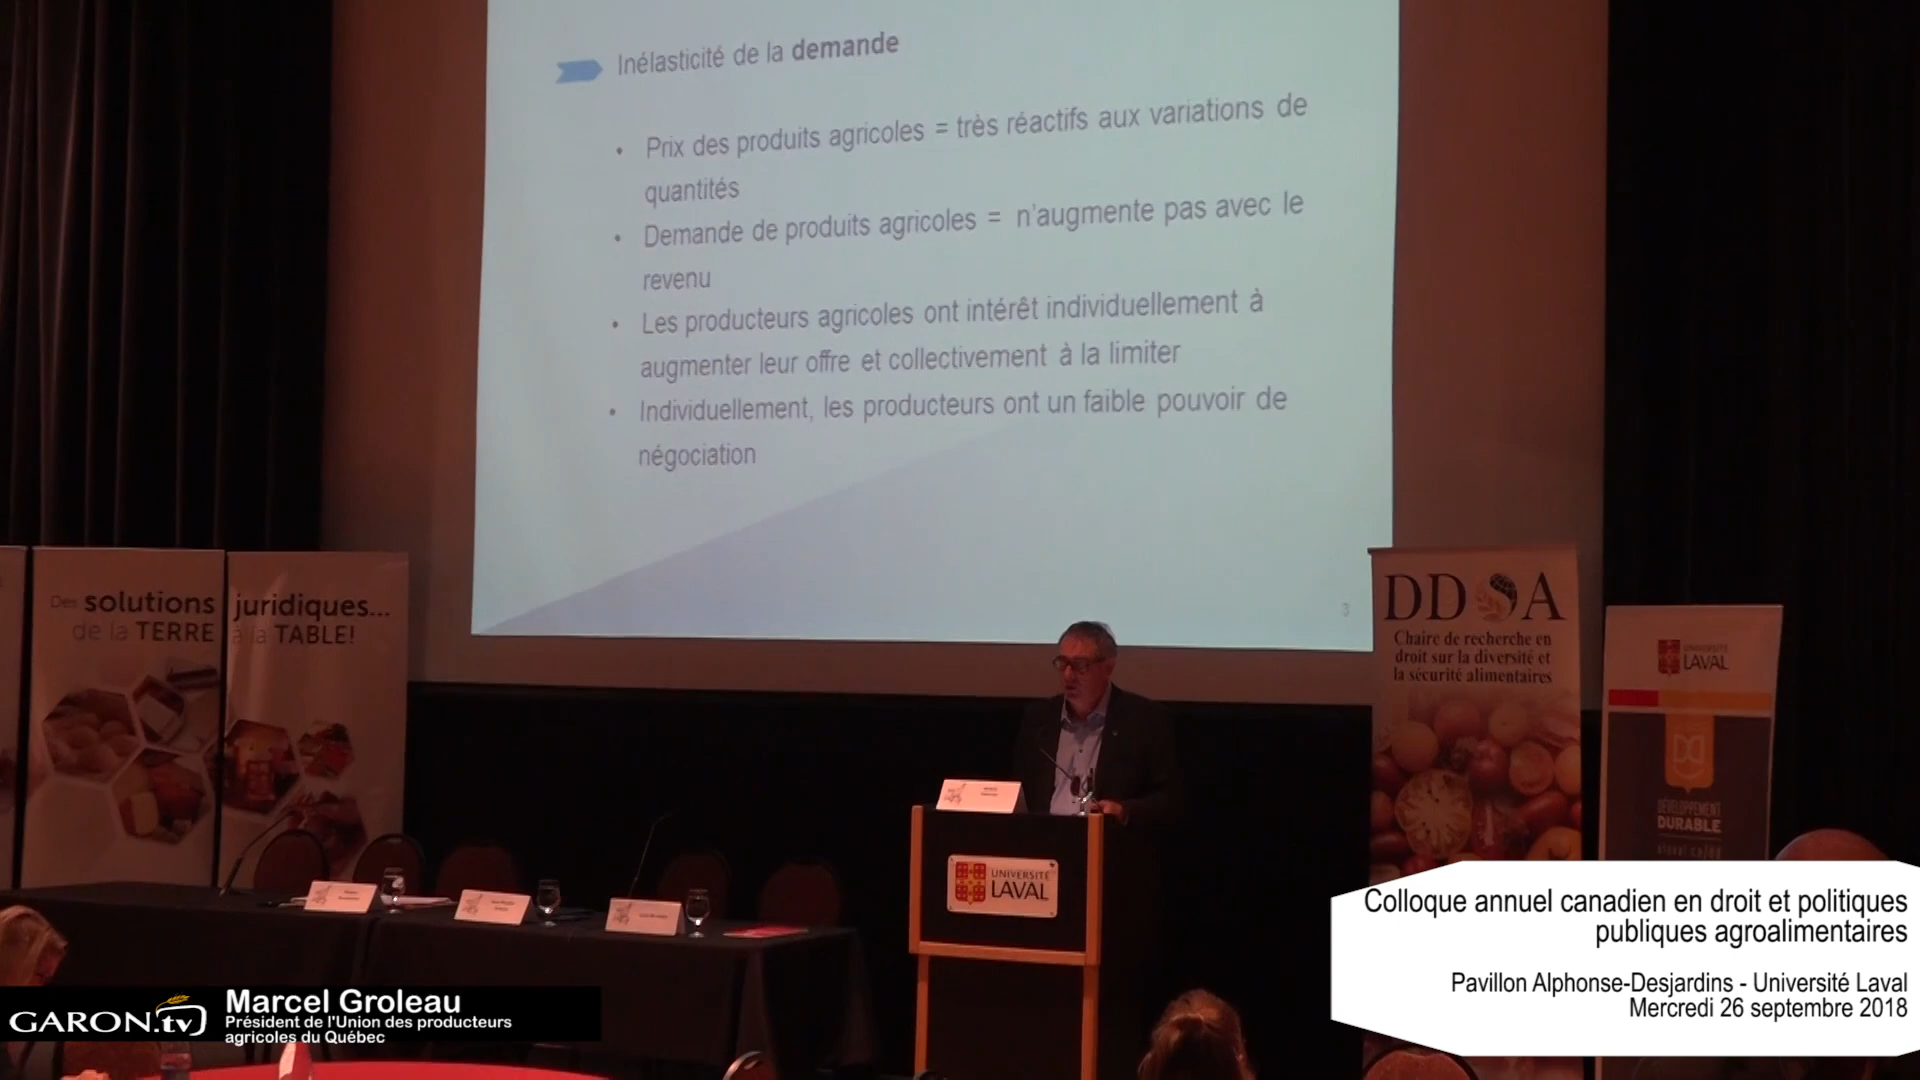 Inélasticité de la demande
• Prix des produits agricoles = très réactifs aux variations de
quantités
• Demande de produits agricoles = n'augmente pas avec le
revenu
• Les producteurs agricoles ont intérêt individuellement à
augmenter leur offre et collectivement à la limiter
• Individuellement, les producteurs ont un faible pouvoir de
négociation
3
Des solutions juridiques...
de la TERRE à la TABLE!
DDSA
Chaire de recherche en
droit sur la diversité et
la sécurité alimentaires
UNIVERSITÉ
LAVAL
DÉVELOPPEMENT
DURABLE
UNIVERSITÉ
LAVAL
GARON.tv
Marcel Groleau
Président de l'Union des producteurs
agricoles du Québec
Colloque annuel canadien en droit et politiques
publiques agroalimentaires
Pavillon Alphonse-Desjardins - Université Laval
Mercredi 26 septembre 2018